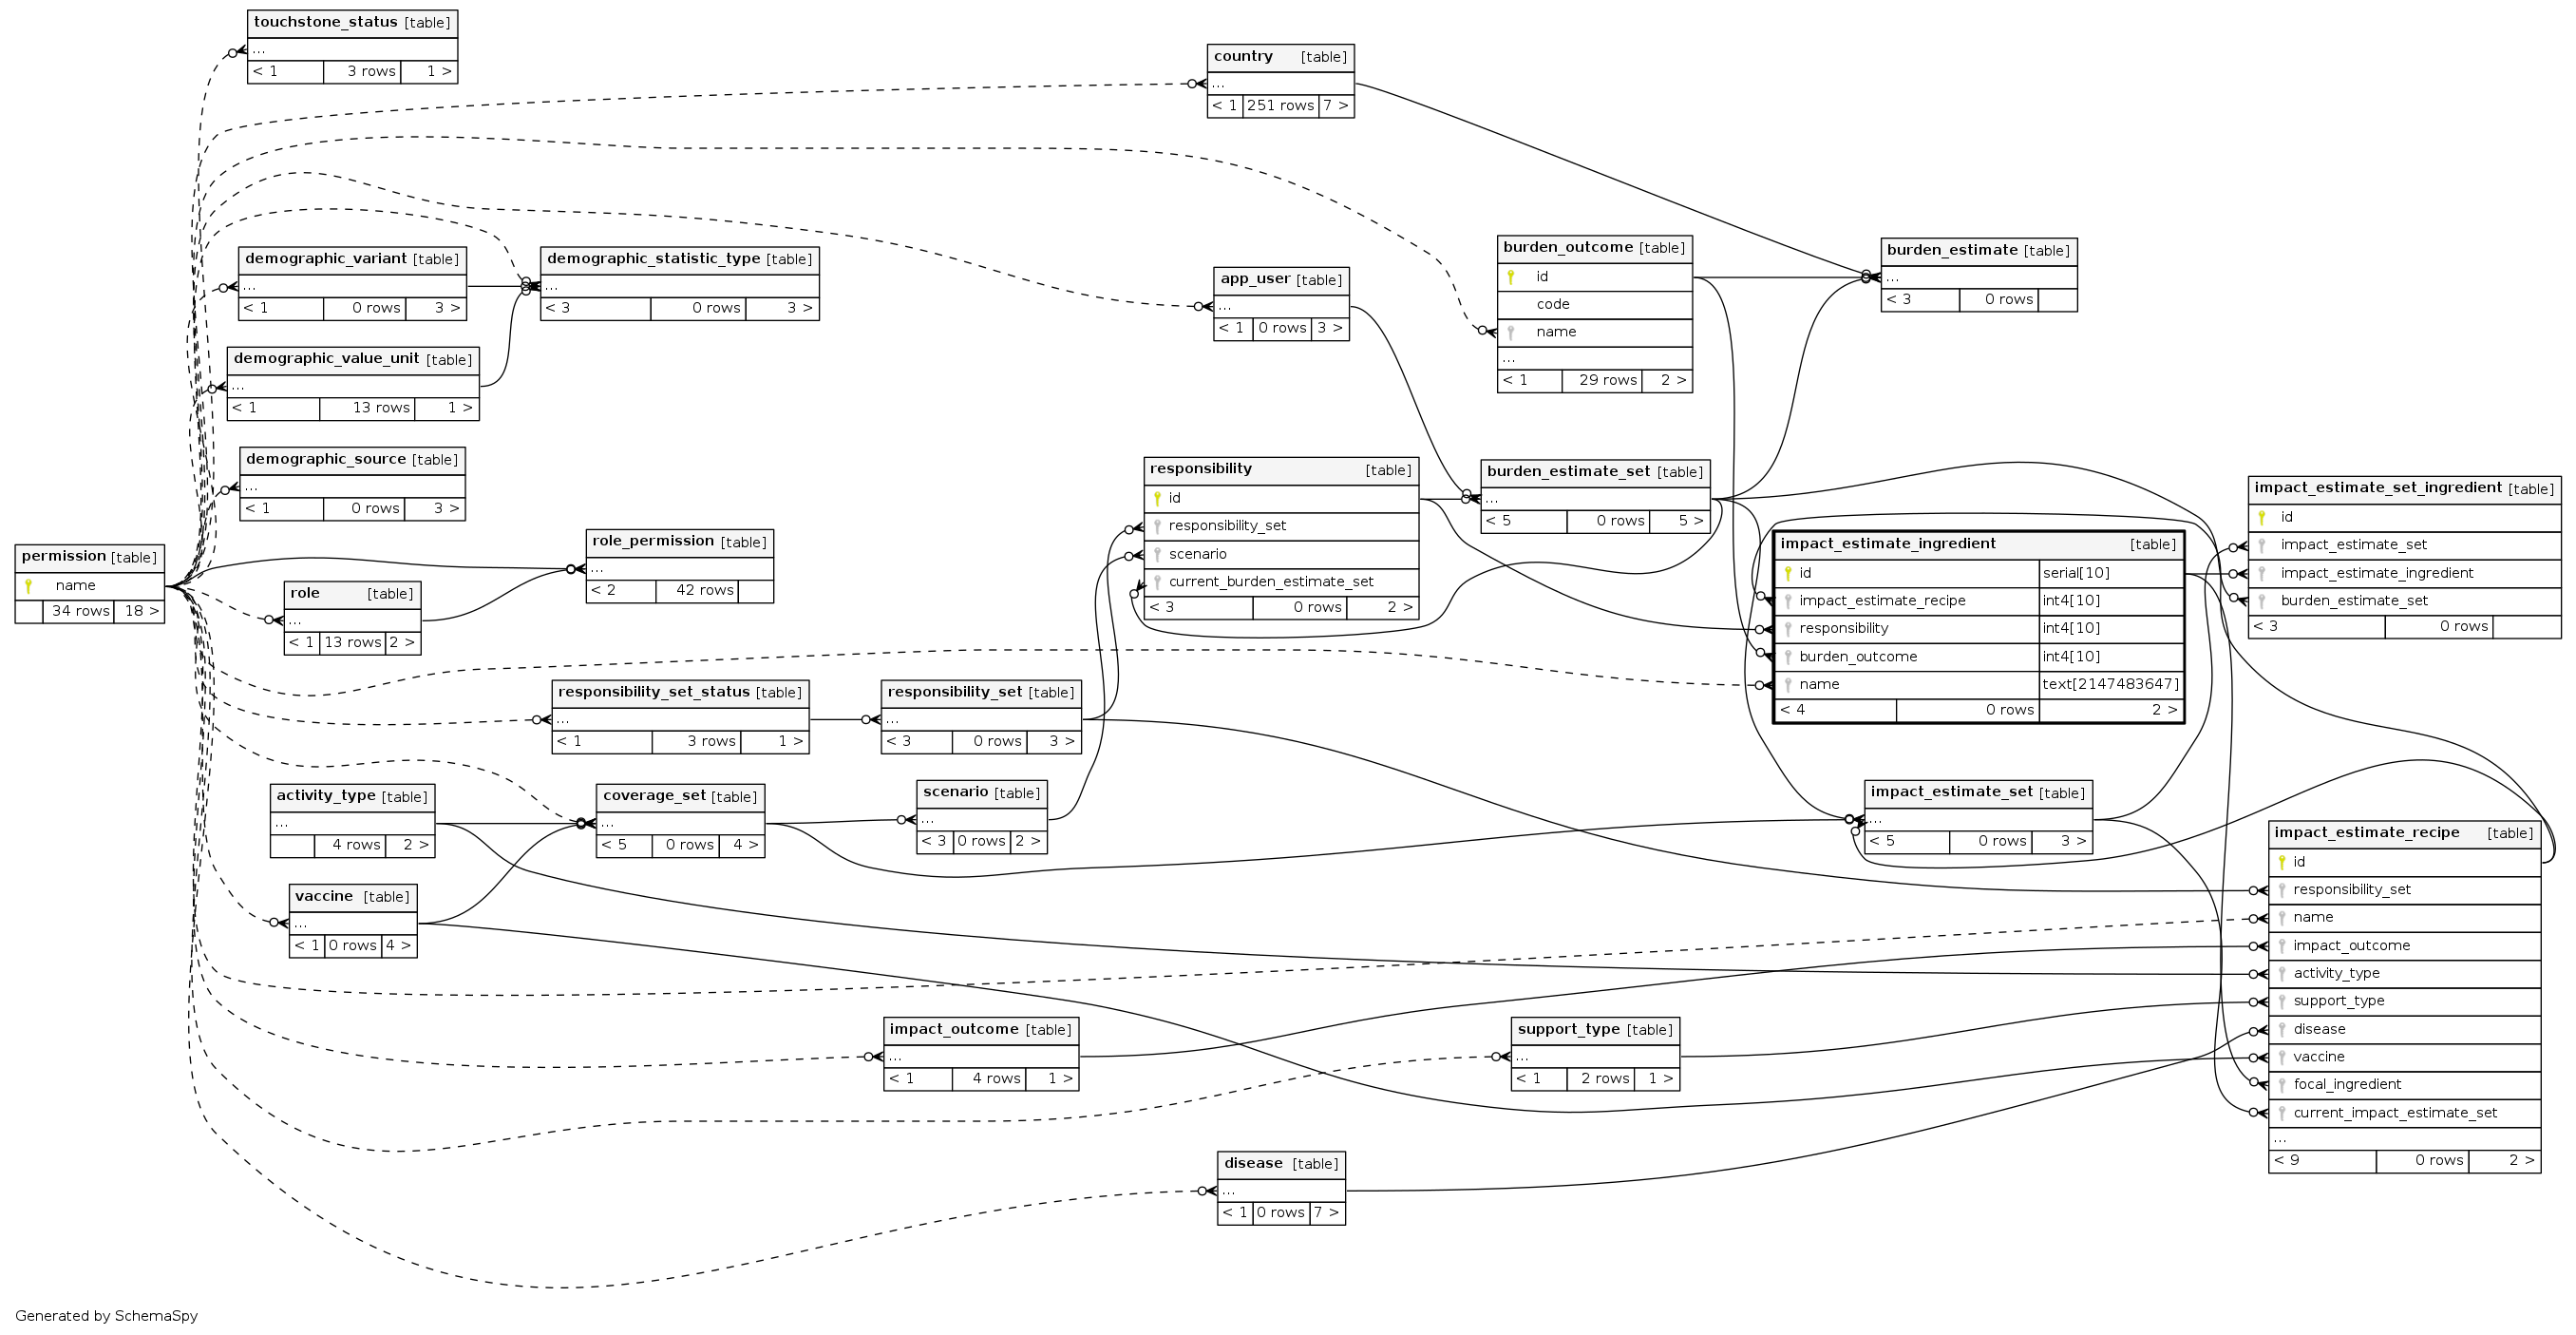 touchstone_status [table]
...
< 1 3 rows 1 >
country [table]
...
< 1 251 rows 7 >
burden_outcome [table]
id
code
name
...
< 1 29 rows 2 >
burden_estimate [table]
...
< 3 0 rows
demographic_variant [table]
...
< 1 0 rows 3 >
demographic_statistic_type [table]
...
< 3 0 rows 3 >
app_user [table]
...
< 1 0 rows 3 >
demographic_value_unit [table]
...
< 1 13 rows 1 >
demographic_source [table]
...
< 1 0 rows 3 >
responsibility [table]
id
responsibility_set
scenario
current_burden_estimate_set
< 3 0 rows 2 >
burden_estimate_set [table]
...
< 5 0 rows 5 >
impact_estimate_set_ingredient [table]
id
impact_estimate_set
impact_estimate_ingredient
burden_estimate_set
< 3 0 rows
permission [table]
name
34 rows 18 >
role_permission [table]
...
< 2 42 rows
role [table]
...
< 1 13 rows 2 >
impact_estimate_ingredient [table]
id serial[10]
impact_estimate_recipe int4[10]
responsibility int4[10]
burden_outcome int4[10]
name text[2147483647]
< 4 0 rows 2 >
responsibility_set_status [table]
...
< 1 3 rows 1 >
responsibility_set [table]
...
< 3 0 rows 3 >
activity_type [table]
...
4 rows 2 >
coverage_set [table]
...
< 5 0 rows 4 >
scenario [table]
...
< 3 0 rows 2 >
impact_estimate_set [table]
...
< 5 0 rows 3 >
impact_estimate_recipe [table]
id
responsibility_set
name
impact_outcome
activity_type
support_type
disease
vaccine
focal_ingredient
current_impact_estimate_set
...
< 9 0 rows 2 >
vaccine [table]
...
< 1 0 rows 4 >
impact_outcome [table]
...
< 1 4 rows 1 >
support_type [table]
...
< 1 2 rows 1 >
disease [table]
...
< 1 0 rows 7 >
Generated by SchemaSpy